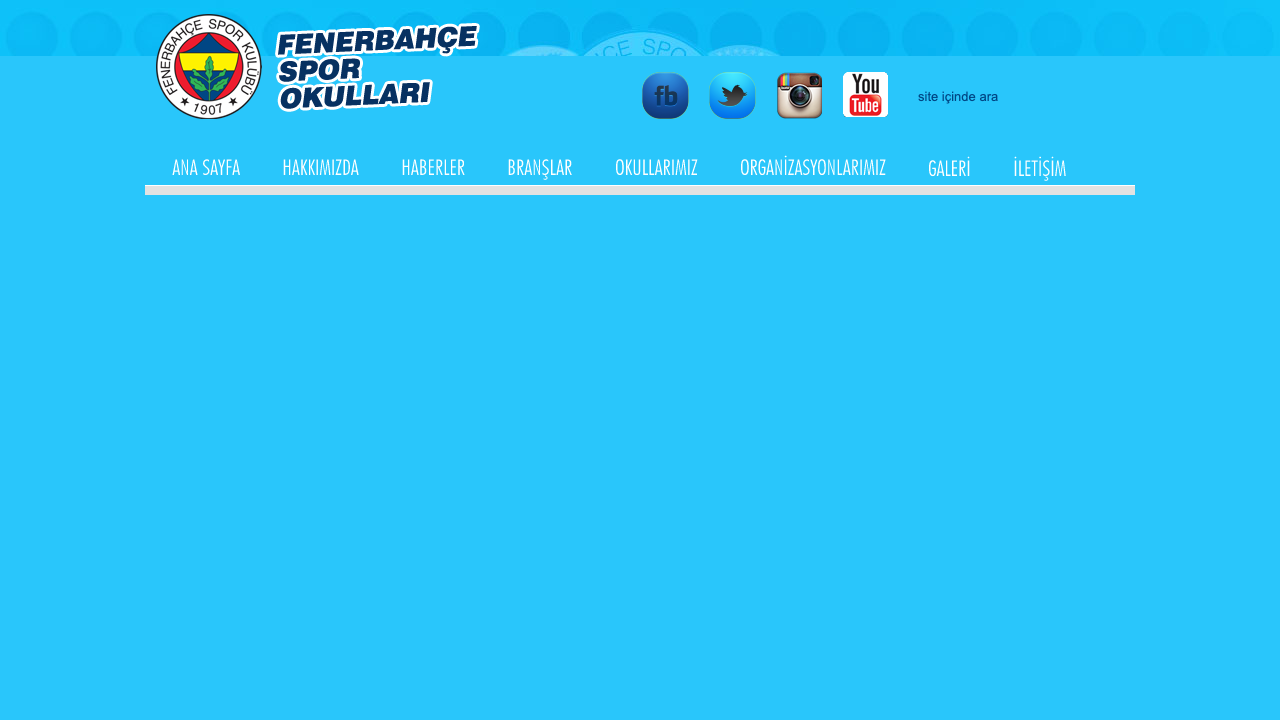 FENERBAHÇE SPOR KULÜBÜ
1907
FENERBAHÇE
SPOR
OKULLARI
fb
You
Tube
site içinde ara
ANA SAYFA HAKKIMIZDA HABERLER BRANŞLAR OKULLARIMIZ ORGANİZASYONLARIMIZ GALERİ İLETİŞİM